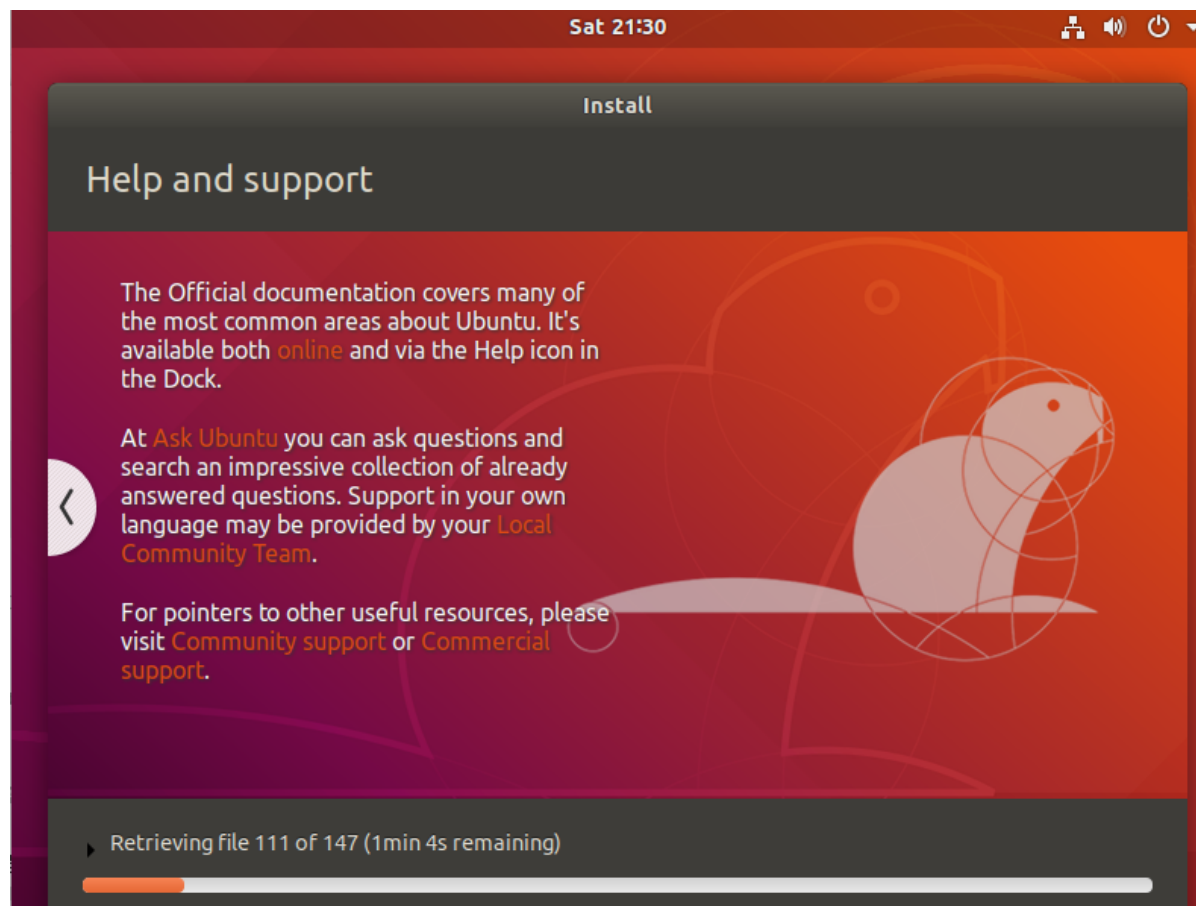 Sat 21:30
Install
Help and support
The Official documentation covers many of
the most common areas about Ubuntu. It's
available both online and via the Help icon in
the Dock.
At Ask Ubuntu you can ask questions and
search an impressive collection of already
answered questions. Support in your own
language may be provided by your Local
Community Team.
For pointers to other useful resources, please
visit Community support or Commercial
support.
Retrieving file 111 of 147 (1min 4s remaining)